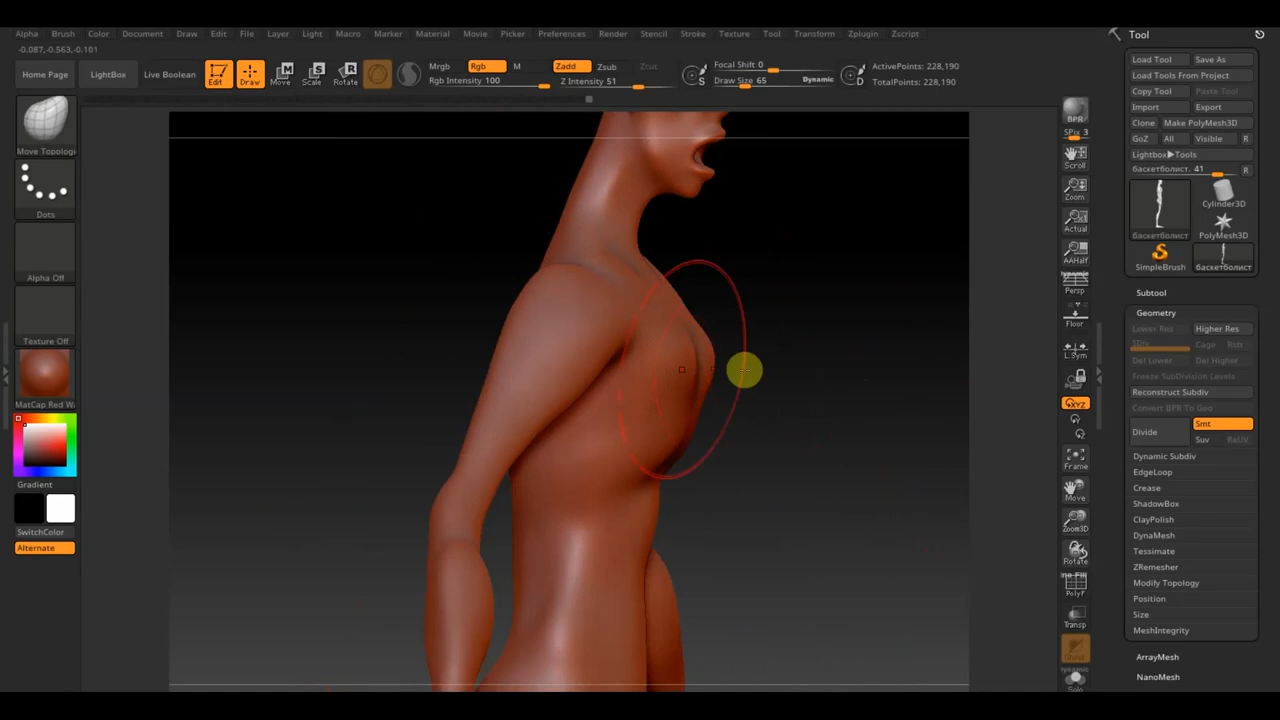 Alpha Brush Color Document Draw Edit File Layer Light Macro Marker Material Movie Picker Preferences Render Stencil Stroke Texture Tool Transform Zplugin Zscript
Tool
-0.087,-0.563,-0.101
Home Page
LightBox
Live Boolean
Edit
Draw
Move
Scale
Rotate
Mrgb Rgb M
Rgb Intensity 100
Zadd Zsub Zcut
Z Intensity 51
S
Focal Shift 0
Draw Size 65
Dynamic
D
ActivePoints: 228,190
TotalPoints: 228,190
Move Topologi
Dots
Alpha Off
Texture Off
MatCap Red W
Gradient
SwitchColor
Alternate
BPR
SPix 3
Scroll
Zoom
Actual
AAHalf
Dynamic
Persp
Floor
L.Sym
XYZ
Y
Z
Frame
Move
Zoom3D
Rotate
PolyF
Transp
Ghost
Dynamic
Solo
Load Tool Save As
Load Tools From Project
Copy Tool Paste Tool
Import Export
Clone Make PolyMesh3D
GoZ All Visible R
Lightbox▶Tools
баскетболист. 41 R
баскетболист
Cylinder3D
PolyMesh3D
SimpleBrush
баскетболист
Subtool
Geometry
Lower Res Higher Res
SDiv Cage Rstr
Del Lower Del Higher
Freeze SubDivision Levels
Reconstruct Subdiv
Convert BPR To Geo
Divide
Smt
Suv ReUV
Dynamic Subdiv
EdgeLoop
Crease
ShadowBox
ClayPolish
DynaMesh
Tessimate
ZRemesher
Modify Topology
Position
Size
MeshIntegrity
ArrayMesh
NanoMesh